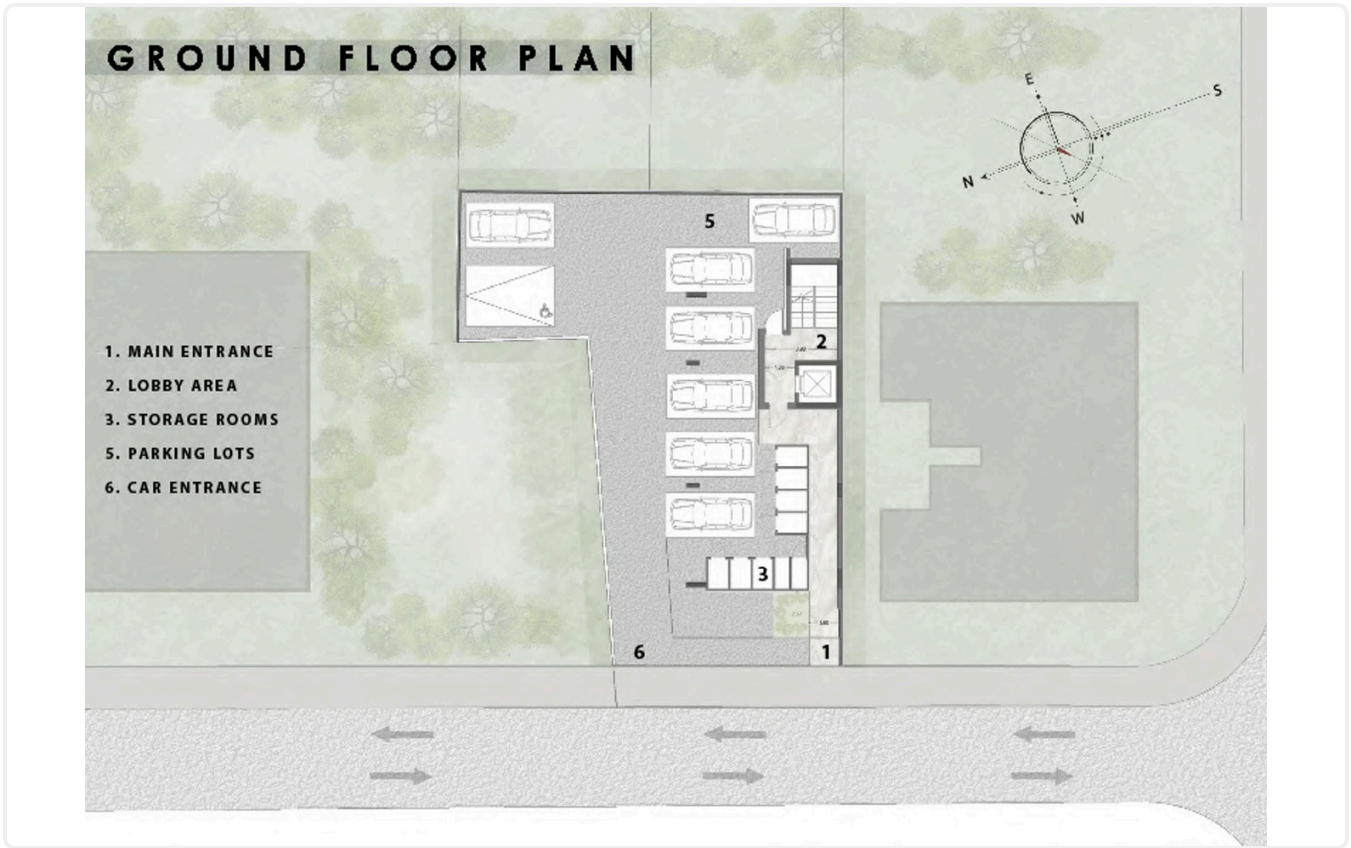 GROUND FLOOR PLAN
E
S
N
W
5
1. MAIN ENTRANCE
2. LOBBY AREA
3. STORAGE ROOMS
5. PARKING LOTS
6. CAR ENTRANCE
2
3
6
1